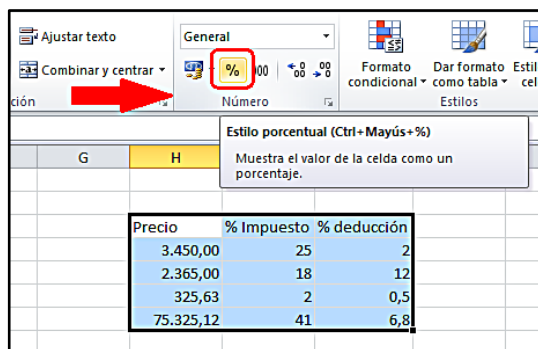 Ajustar texto
General
Combinar y centrar
% 000
Formato condicional
Dar formato como tabla
Estil cel
ción
Número
Estilos
Estilo porcentual (Ctrl+Mayús+%)
Muestra el valor de la celda como un
porcentaje.
G H
Precio % Impuesto % deducción
3.450,00 25 2
2.365,00 18 12
325,63 2 0,5
75.325,12 41 6,8